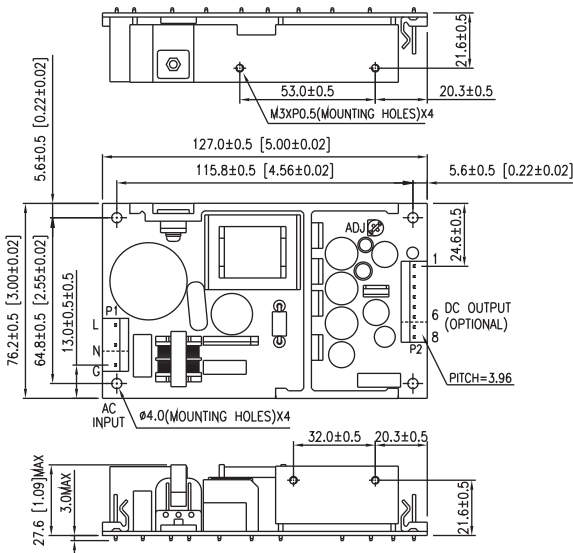 21.6±0.5
53.0±0.5
20.3±0.5
M3XP0.5(MOUNTING HOLES)X4
5.6±0.5 [0.22±0.02]
127.0±0.5 [5.00±0.02]
115.8±0.5 [4.56±0.02]
5.6±0.5 [0.22±0.02]
76.2±0.5 [3.00±0.02]
64.8±0.5 [2.55±0.02]
13.0±0.5±0.5
24.6±0.5
ADJ
1
P1
L
N
G
6
8
P2
DC OUTPUT
(OPTIONAL)
PITCH=3.96
AC
INPUT
ø4.0(MOUNTING HOLES)X4
32.0±0.5
20.3±0.5
27.6 [1.09]MAX
3.0MAX
21.6±0.5